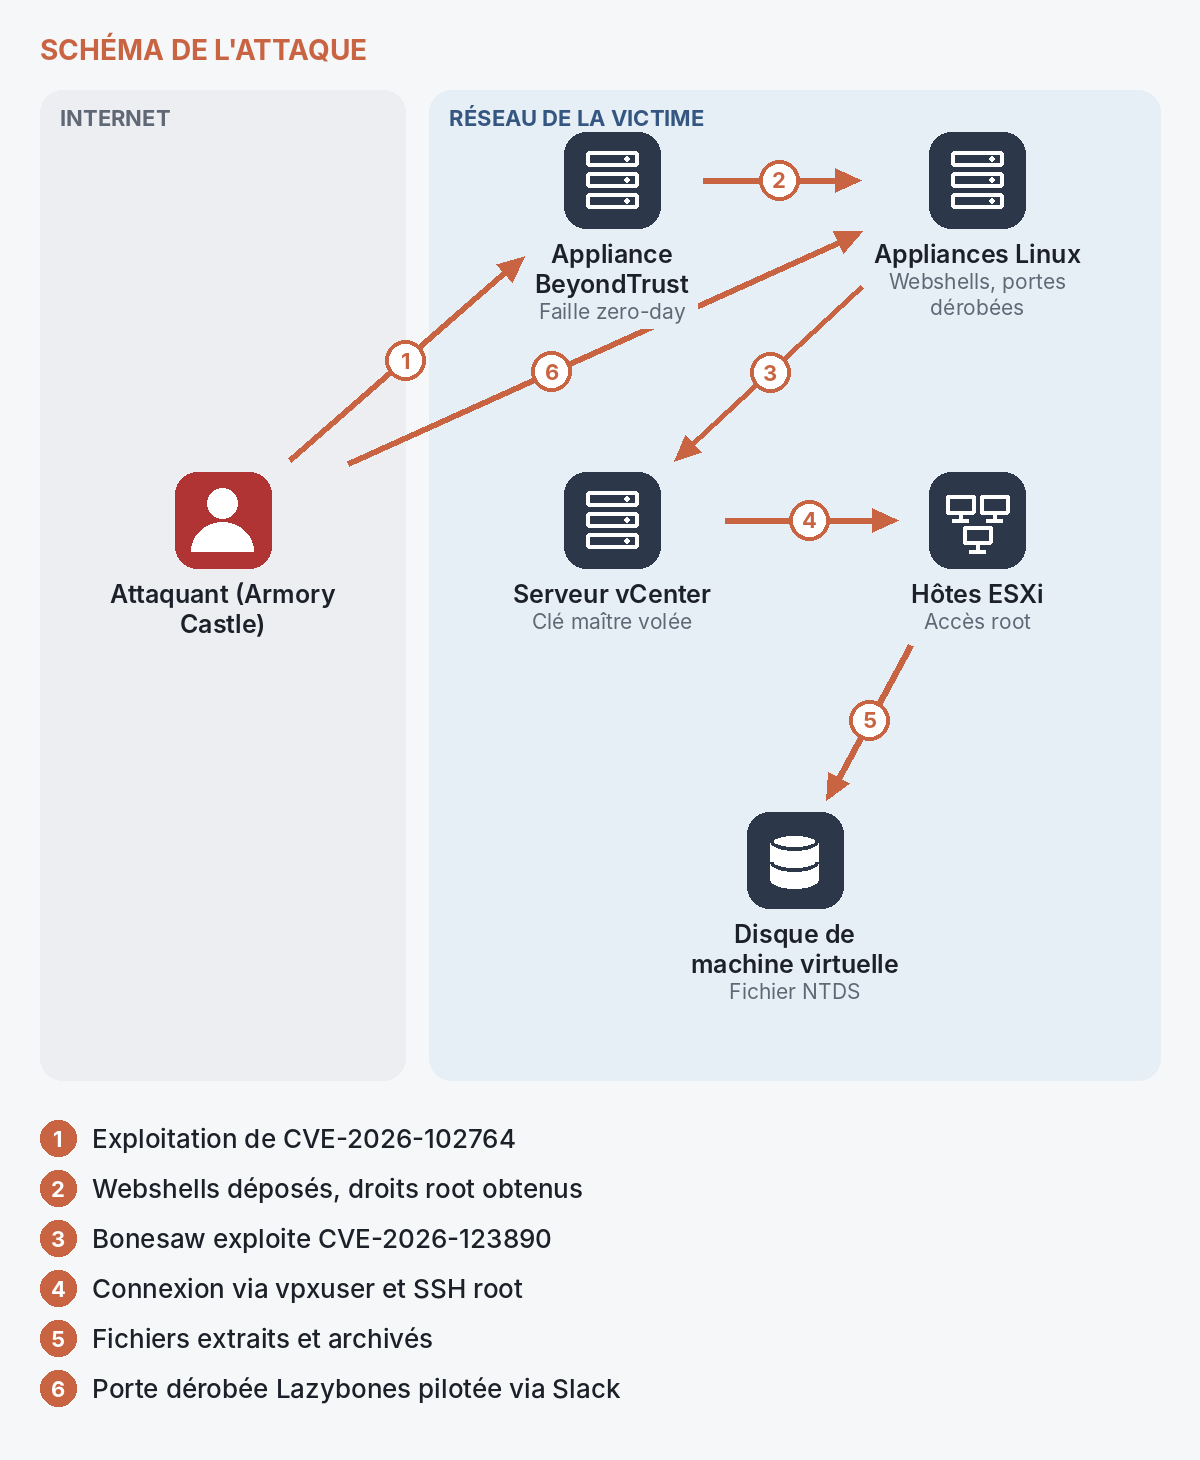 SCHÉMA DE L'ATTAQUE
INTERNET
RÉSEAU DE LA VICTIME
2
Appliance
BeyondTrust
Faille zero-day
Appliances Linux
Webshells, portes
dérobées
1
6
3
Attaquant (Armory
Castle)
Serveur vCenter
Clé maître volée
4
Hôtes ESXi
Accès root
5
Disque de
machine virtuelle
Fichier NTDS
1 Exploitation de CVE-2026-102764
2 Webshells déposés, droits root obtenus
3 Bonesaw exploite CVE-2026-123890
4 Connexion via vpxuser et SSH root
5 Fichiers extraits et archivés
6 Porte dérobée Lazybones pilotée via Slack